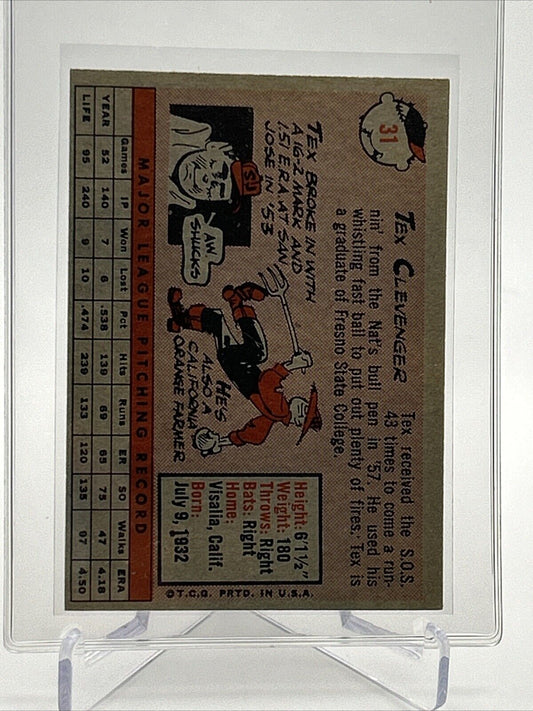 31
TEX CLEVENGER
Tex received the S.O.S.
43 times to come a run-
nin' from the Nat's bull pen in '57. He used his
whistling fast ball to put out plenty of fires; Tex is
a graduate of Fresno State College.
TEX BROKE IN WITH
A 16-2 MARK AND
1.51 ERA AT SAN
JOSE IN '53
SJ
AW
SHUCKS
HE'S
ALSO A
CALIFORNIA
ORANGE FARMER
Height: 6'1½"
Weight: 180
Throws: Right
Bats: Right
Home:
Visalia, Calif.
Born:
July 9, 1932
©T.C.G. PRTD. IN U.S.A.
MAJOR LEAGUE PITCHING RECORD
Games IP Won Lost Pct Hits Runs ER SO Walks ERA
YEAR 52 140 7 6 .538 139 69 65 75 47 4.18
LIFE 95 240 9 10 .474 239 133 120 135 97 4.50